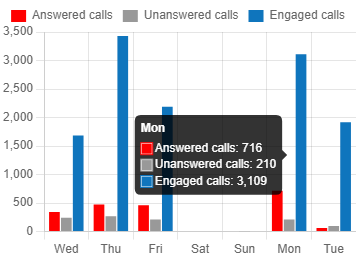 Answered calls Unanswered calls Engaged calls
3,500
3,000
2,500
2,000
1,500
1,000
500
0
Mon
Answered calls: 716
Unanswered calls: 210
Engaged calls: 3,109
Wed Thu Fri Sat Sun Mon Tue